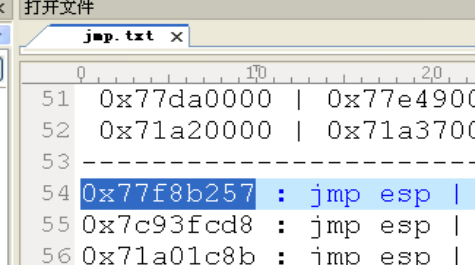 打开文件
jmp.txt ×
0 10 20
51 0x77da0000 | 0x77e4900
52 0x71a20000 | 0x71a3700
53 -----------------------
54 0x77f8b257 : jmp esp |
55 0x7c93fcd8 : jmp esp |
56 0x71a01c8b : jmp esp |